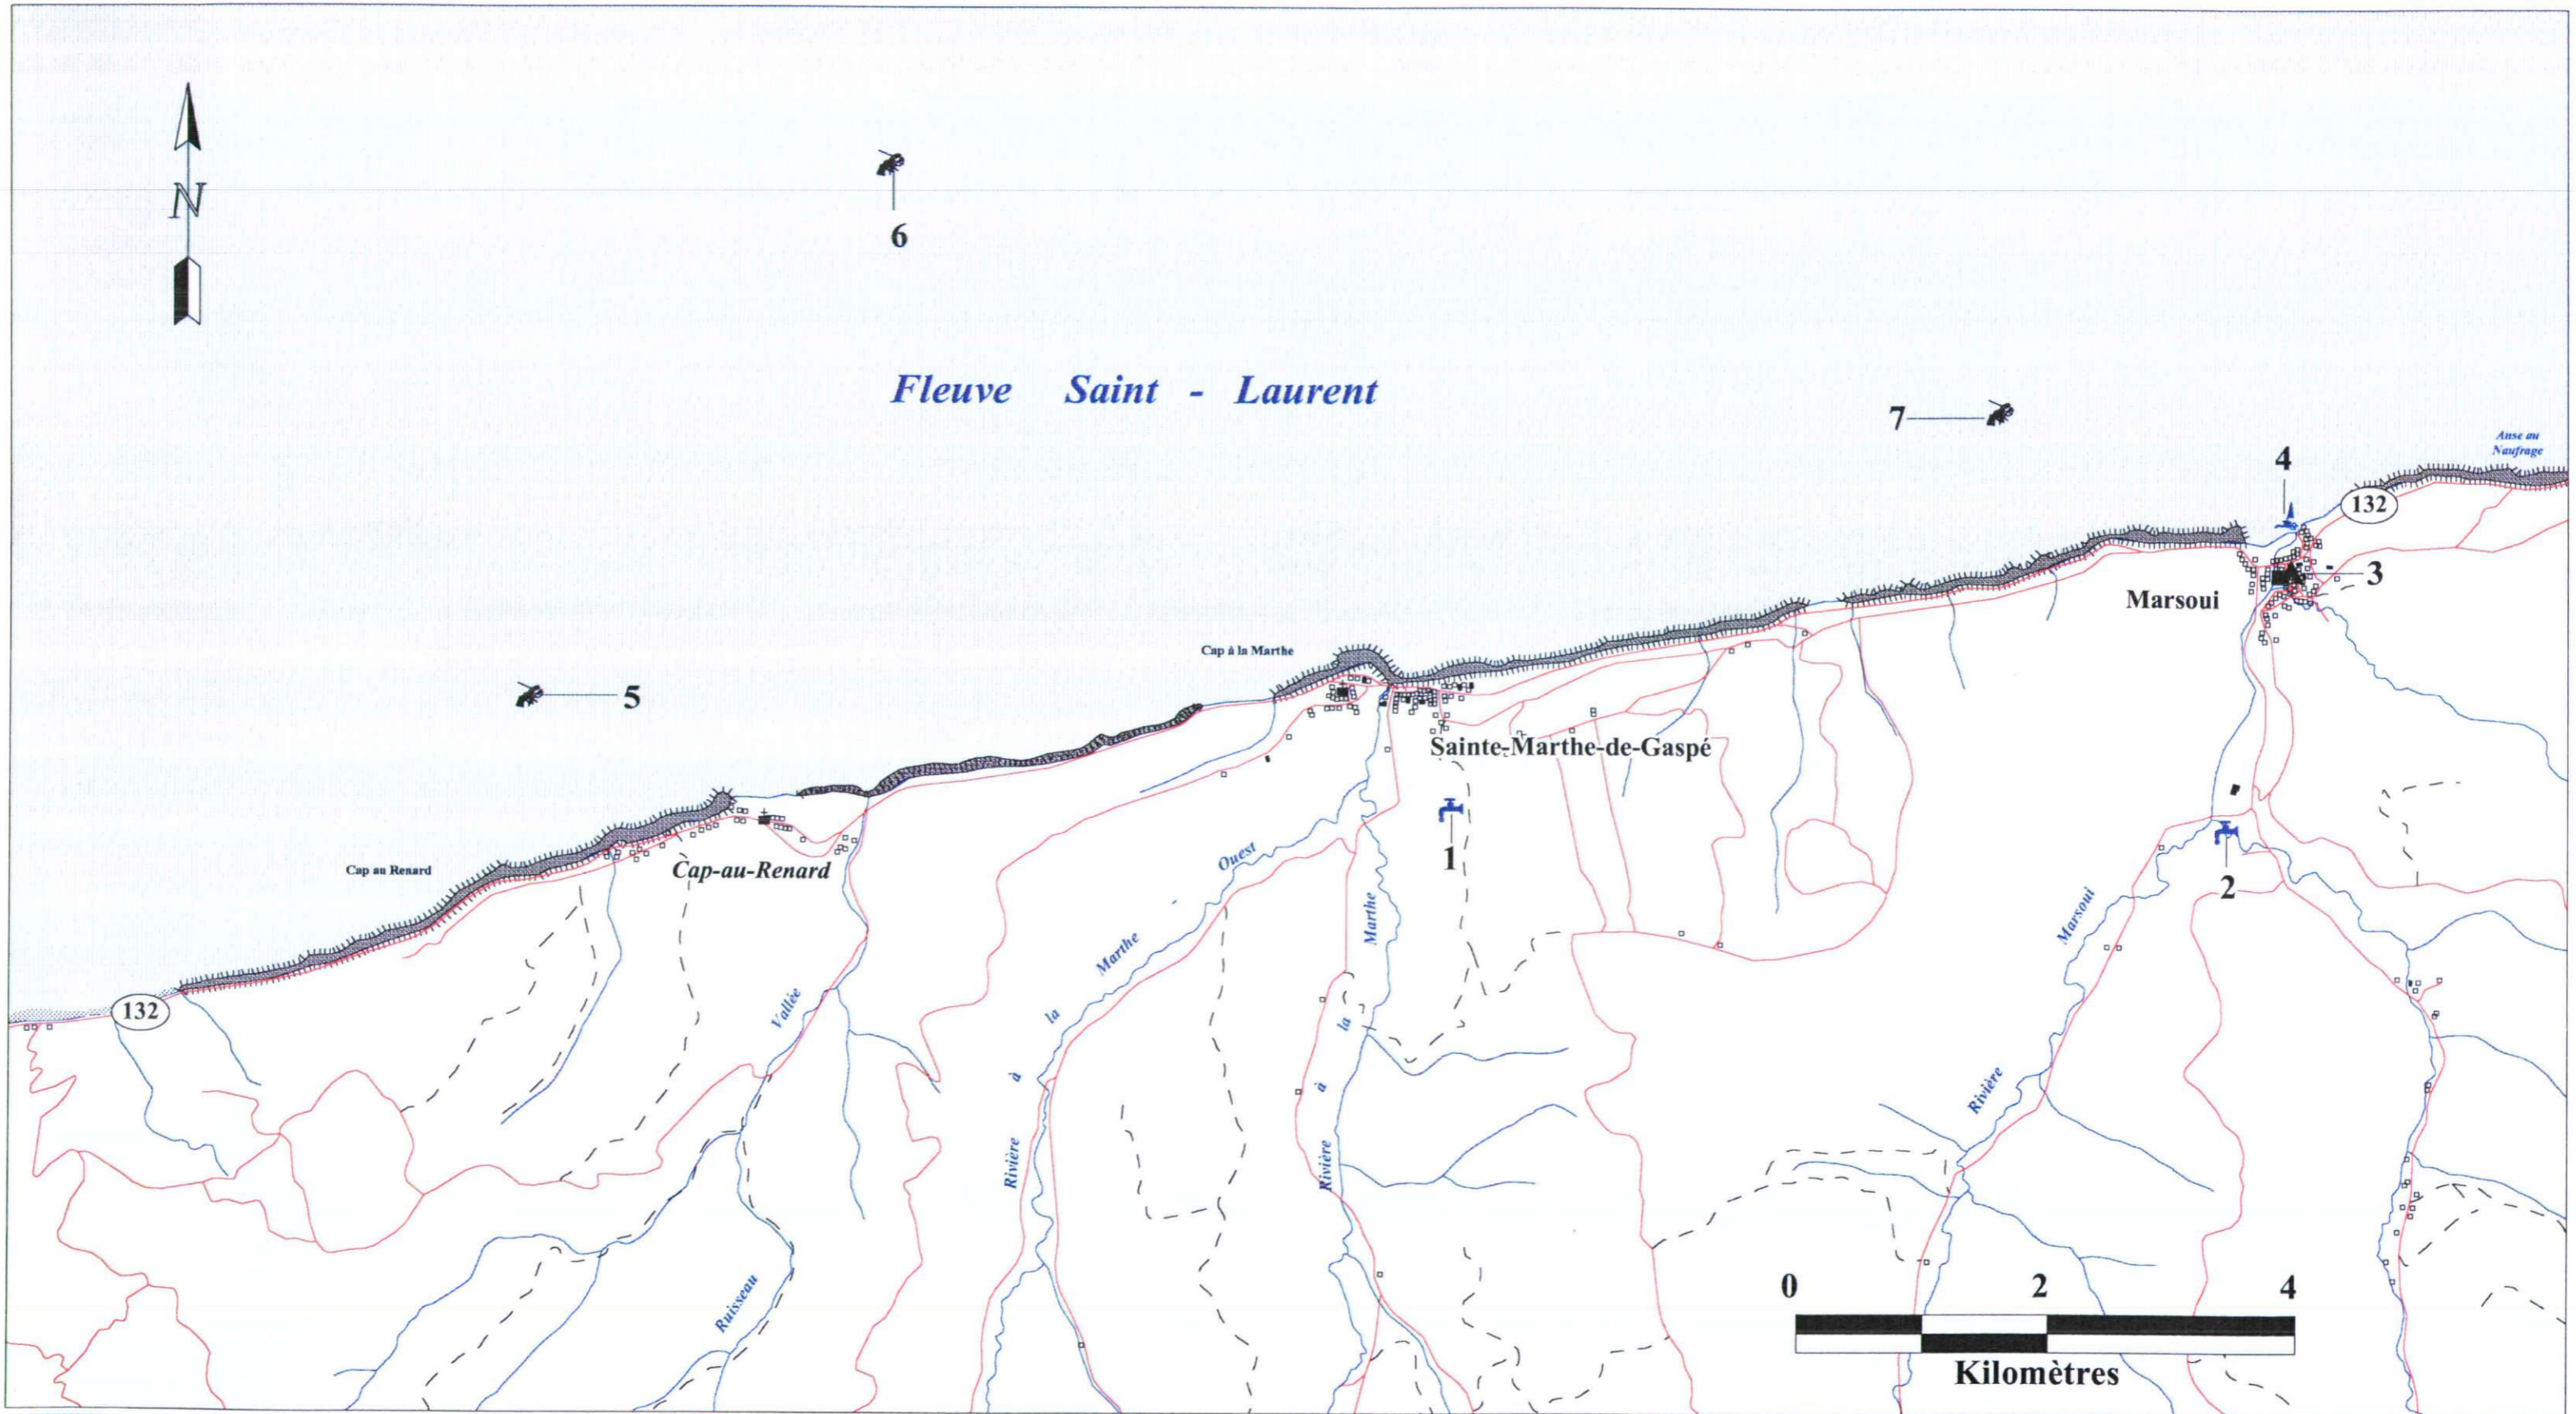 N
6
Fleuve Saint - Laurent
7
Anse au
Naufrage
4
132
3
Marsoui
Cap à la Marthe
5
Sainte-Marthe-de-Gaspé
1
Cap au Renard
Cap-au-Renard
2
132
Ruisseau Vallée
Rivière à la Marthe Ouest
Rivière à la Marthe
Rivière Marsoui
0 2 4
Kilomètres